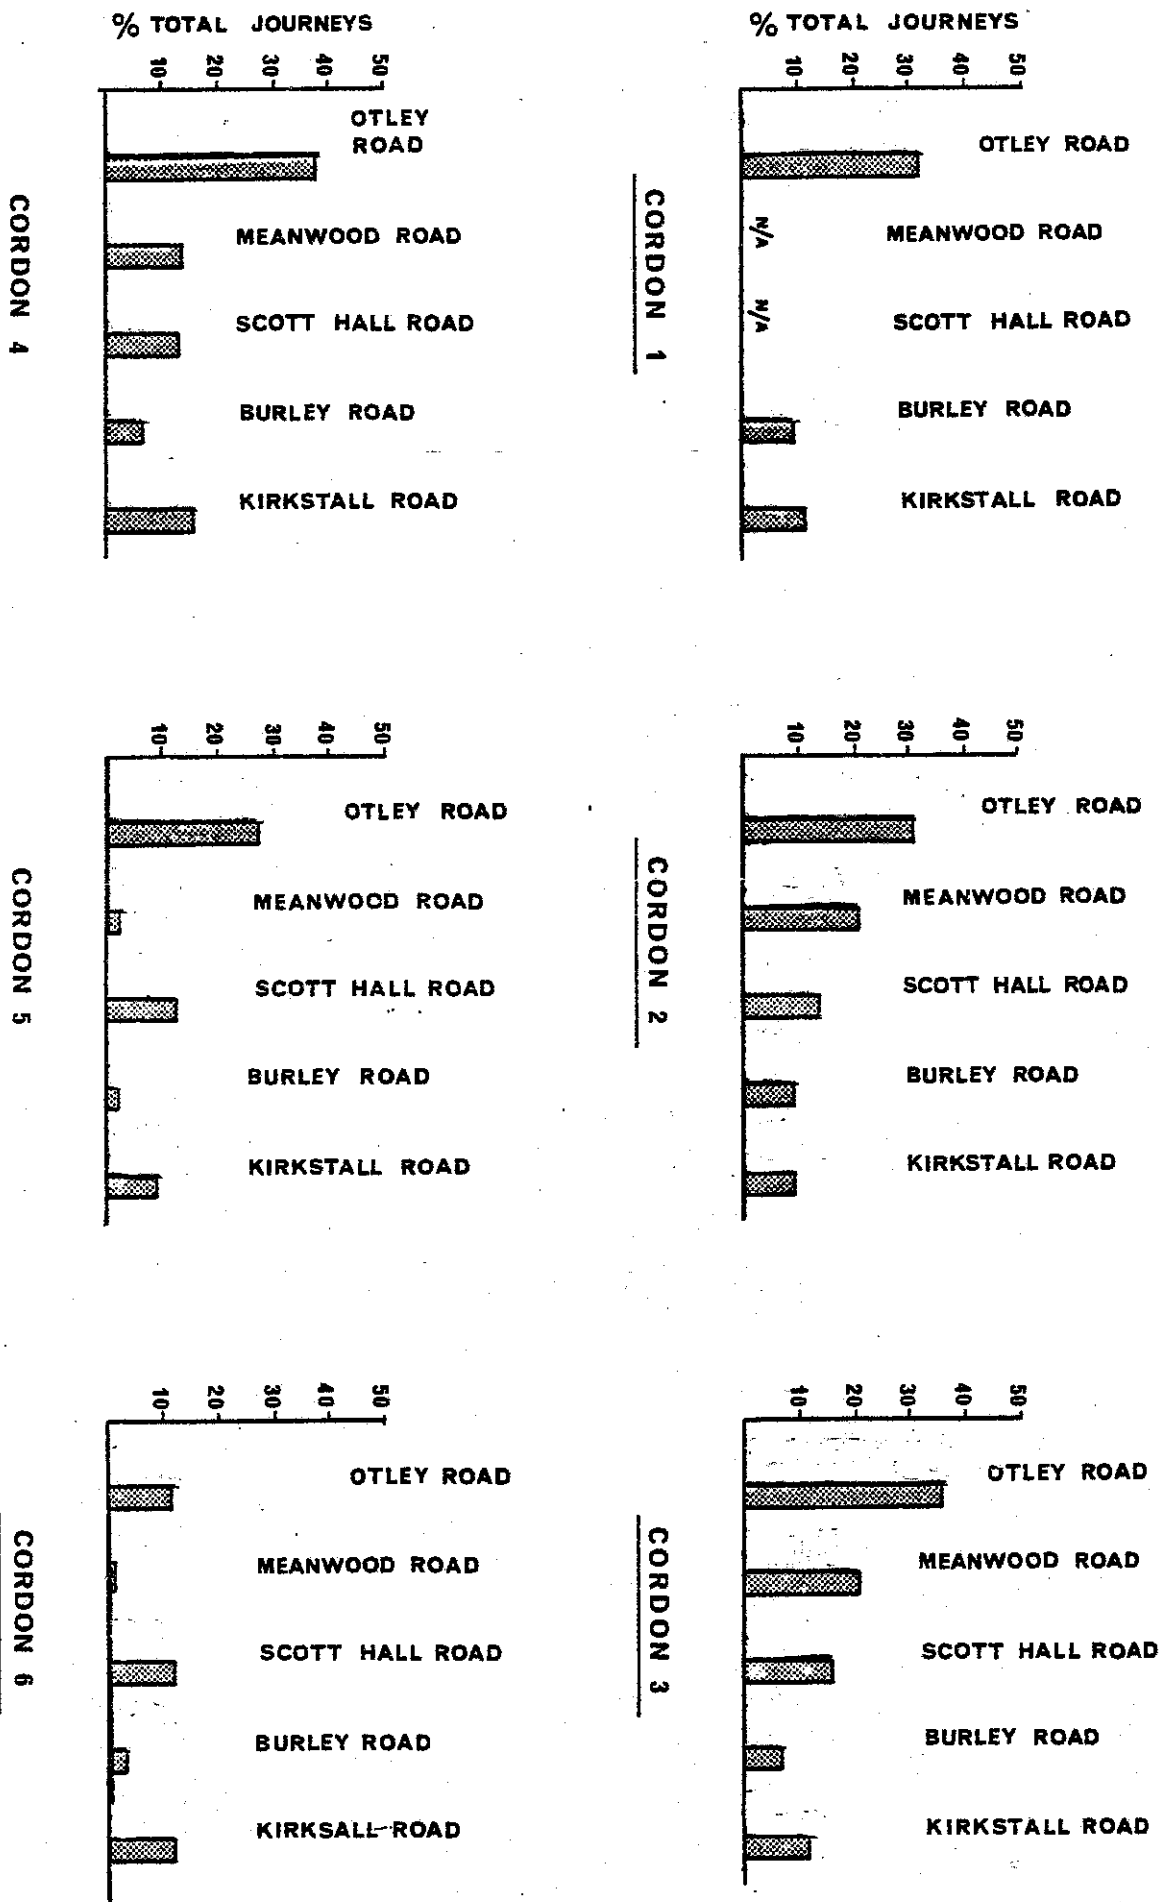 % TOTAL JOURNEYS
10
20
30
40
50
OTLEY ROAD
MEANWOOD ROAD
N/A
SCOTT HALL ROAD
N/A
BURLEY ROAD
KIRKSTALL ROAD
CORDON 1
10
20
30
40
50
OTLEY ROAD
MEANWOOD ROAD
SCOTT HALL ROAD
BURLEY ROAD
KIRKSTALL ROAD
CORDON 2
10
20
30
40
50
OTLEY ROAD
MEANWOOD ROAD
SCOTT HALL ROAD
BURLEY ROAD
KIRKSTALL ROAD
CORDON 3
% TOTAL JOURNEYS
10
20
30
40
50
OTLEY
ROAD
MEANWOOD ROAD
SCOTT HALL ROAD
BURLEY ROAD
KIRKSTALL ROAD
CORDON 4
10
20
30
40
50
OTLEY ROAD
MEANWOOD ROAD
SCOTT HALL ROAD
BURLEY ROAD
KIRKSTALL ROAD
CORDON 5
10
20
30
40
50
OTLEY ROAD
MEANWOOD ROAD
SCOTT HALL ROAD
BURLEY ROAD
KIRKSALL ROAD
CORDON 6